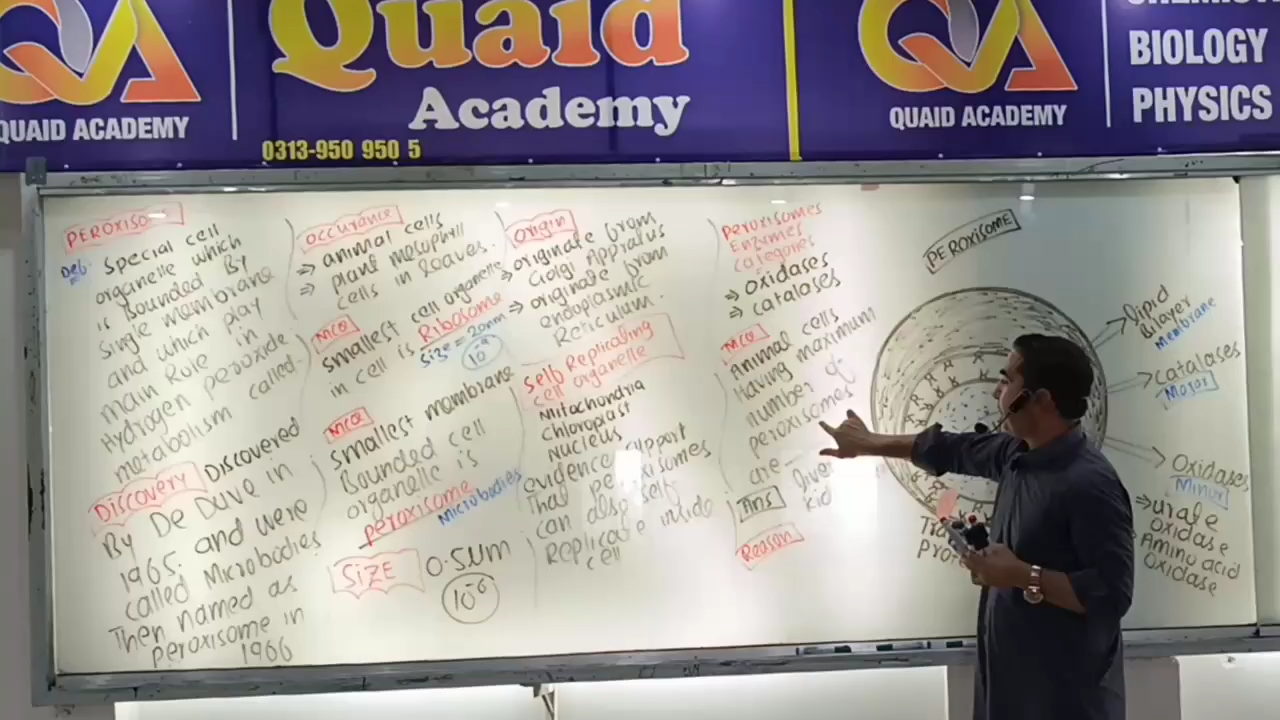 Quaid
Academy
0313-950 950 5
QUAID ACADEMY
QA
QUAID ACADEMY
BIOLOGY
PHYSICS
Def: special cell
organelle which
is Bounded By
single membrane
and which play
main Role in
Hydrogen peroxide
metabolism called.
DISCOVERY Discovered
By De Dave in
1965. and were
called Microbodies
Then named as
peroxisome in
1966
OCCURANCE
⇒ animal cells
⇒ plant mesophyll
cells in leaves.
MCQ
smallest cell organelle
in cell is Ribosome
size = 20nm
10⁻⁹
MCQ
smallest membrane
Bounded cell
organelle is
peroxisome
Microbodies
SIZE 0.5um
10⁻⁶
Origin
⇒ originate from
Golgi Appratus
⇒ originate from
endoplasmic
Reticulum.
self Replicating
cell organelle
Mitochondria
Chloroplast
Nucleus
evidence
That
can also self
Replicate inside
cell
Peroxisomes
Enzymes
categories
⇒ oxidases
⇒ catalases
MCQ
Animal cells
Having maximum
number of
peroxisomes
are
Ans
kid
Reason
PEROXISOME
lipid
Bilayer
Membrane
catalases
Major
Oxidases
Minor
⇒ urate
oxidase
Amino acid
oxidase